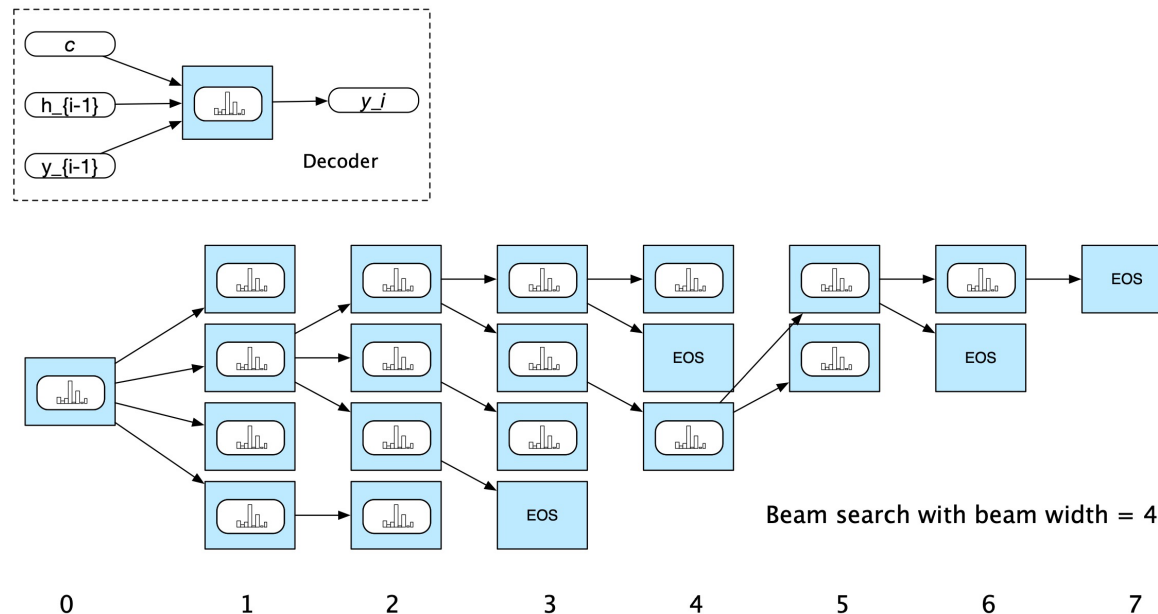 c
h_{i-1}
y_i
y_{i-1}
Decoder
EOS
EOS
EOS
EOS
Beam search with beam width = 4
0 1 2 3 4 5 6 7